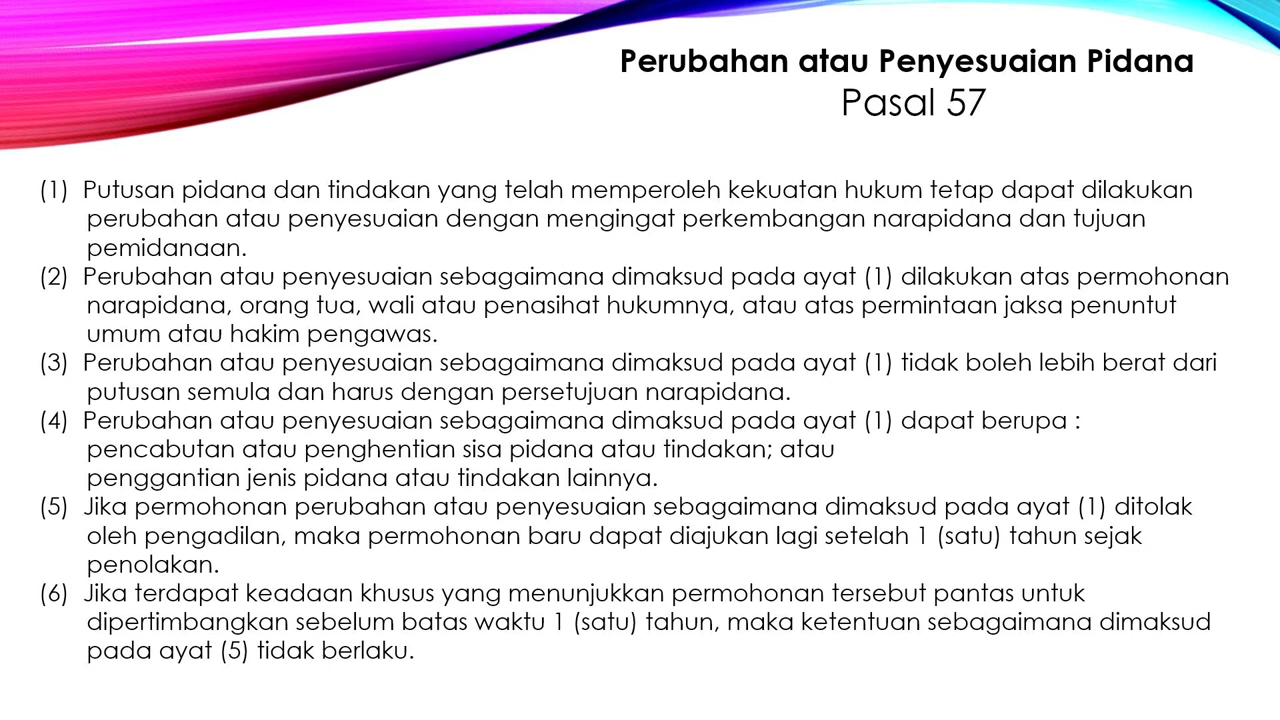 Perubahan atau Penyesuaian Pidana
Pasal 57
(1) Putusan pidana dan tindakan yang telah memperoleh kekuatan hukum tetap dapat dilakukan
perubahan atau penyesuaian dengan mengingat perkembangan narapidana dan tujuan
pemidanaan.
(2) Perubahan atau penyesuaian sebagaimana dimaksud pada ayat (1) dilakukan atas permohonan
narapidana, orang tua, wali atau penasihat hukumnya, atau atas permintaan jaksa penuntut
umum atau hakim pengawas.
(3) Perubahan atau penyesuaian sebagaimana dimaksud pada ayat (1) tidak boleh lebih berat dari
putusan semula dan harus dengan persetujuan narapidana.
(4) Perubahan atau penyesuaian sebagaimana dimaksud pada ayat (1) dapat berupa :
pencabutan atau penghentian sisa pidana atau tindakan; atau
penggantian jenis pidana atau tindakan lainnya.
(5) Jika permohonan perubahan atau penyesuaian sebagaimana dimaksud pada ayat (1) ditolak
oleh pengadilan, maka permohonan baru dapat diajukan lagi setelah 1 (satu) tahun sejak
penolakan.
(6) Jika terdapat keadaan khusus yang menunjukkan permohonan tersebut pantas untuk
dipertimbangkan sebelum batas waktu 1 (satu) tahun, maka ketentuan sebagaimana dimaksud
pada ayat (5) tidak berlaku.